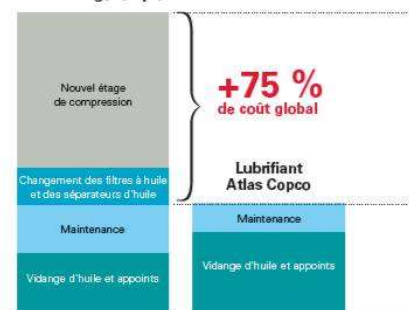 Nouvel étage
de compression
+75 %
de coût global
Changement des filtres à huile
et des séparateurs d'huile
Lubrifiant
Atlas Copco
Maintenance
Maintenance
Vidange d'huile et appoints
Vidange d'huile et appoints